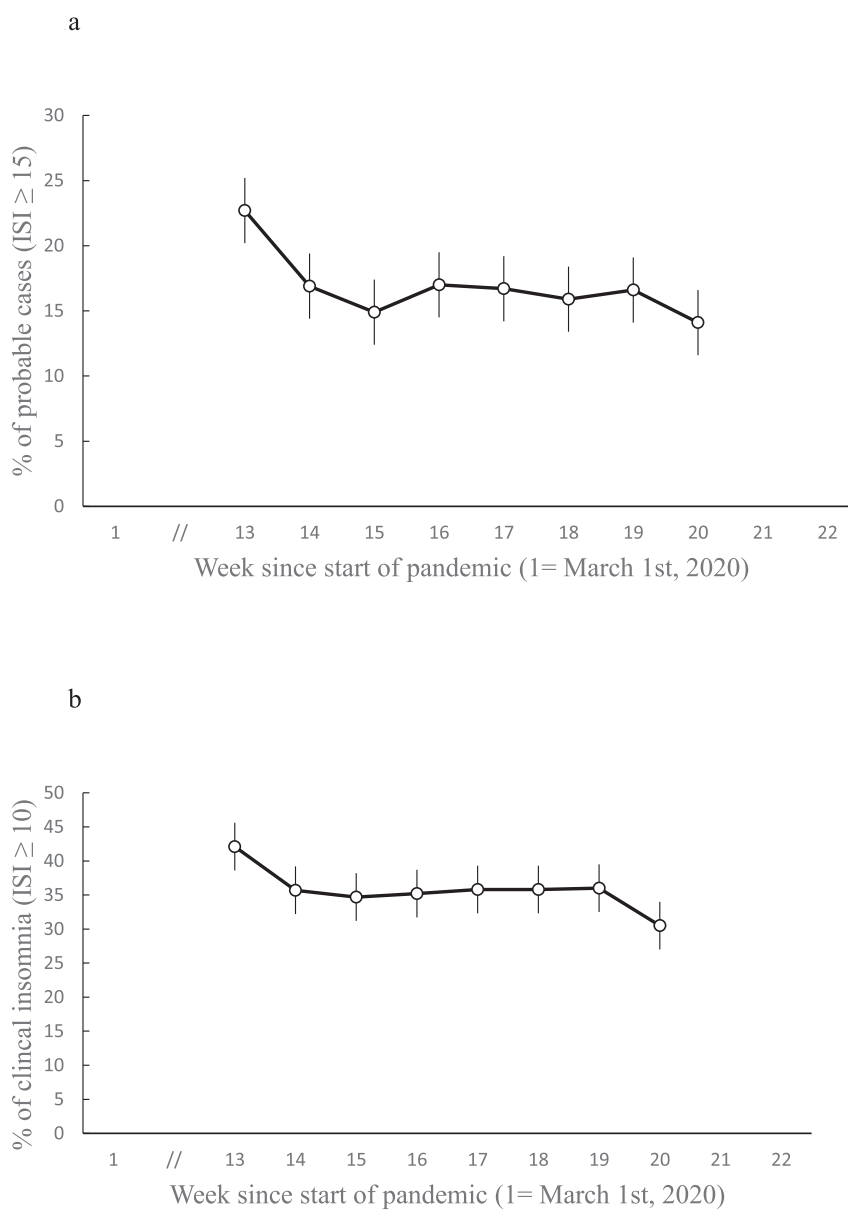 a
30
25
20
15
10
5
0
% of probable cases (ISI ≥ 15)
1 // 13 14 15 16 17 18 19 20 21 22
Week since start of pandemic (1= March 1st, 2020)
b
50
45
40
35
30
25
20
15
10
5
0
% of clincal insomnia (ISI ≥ 10)
1 // 13 14 15 16 17 18 19 20 21 22
Week since start of pandemic (1= March 1st, 2020)